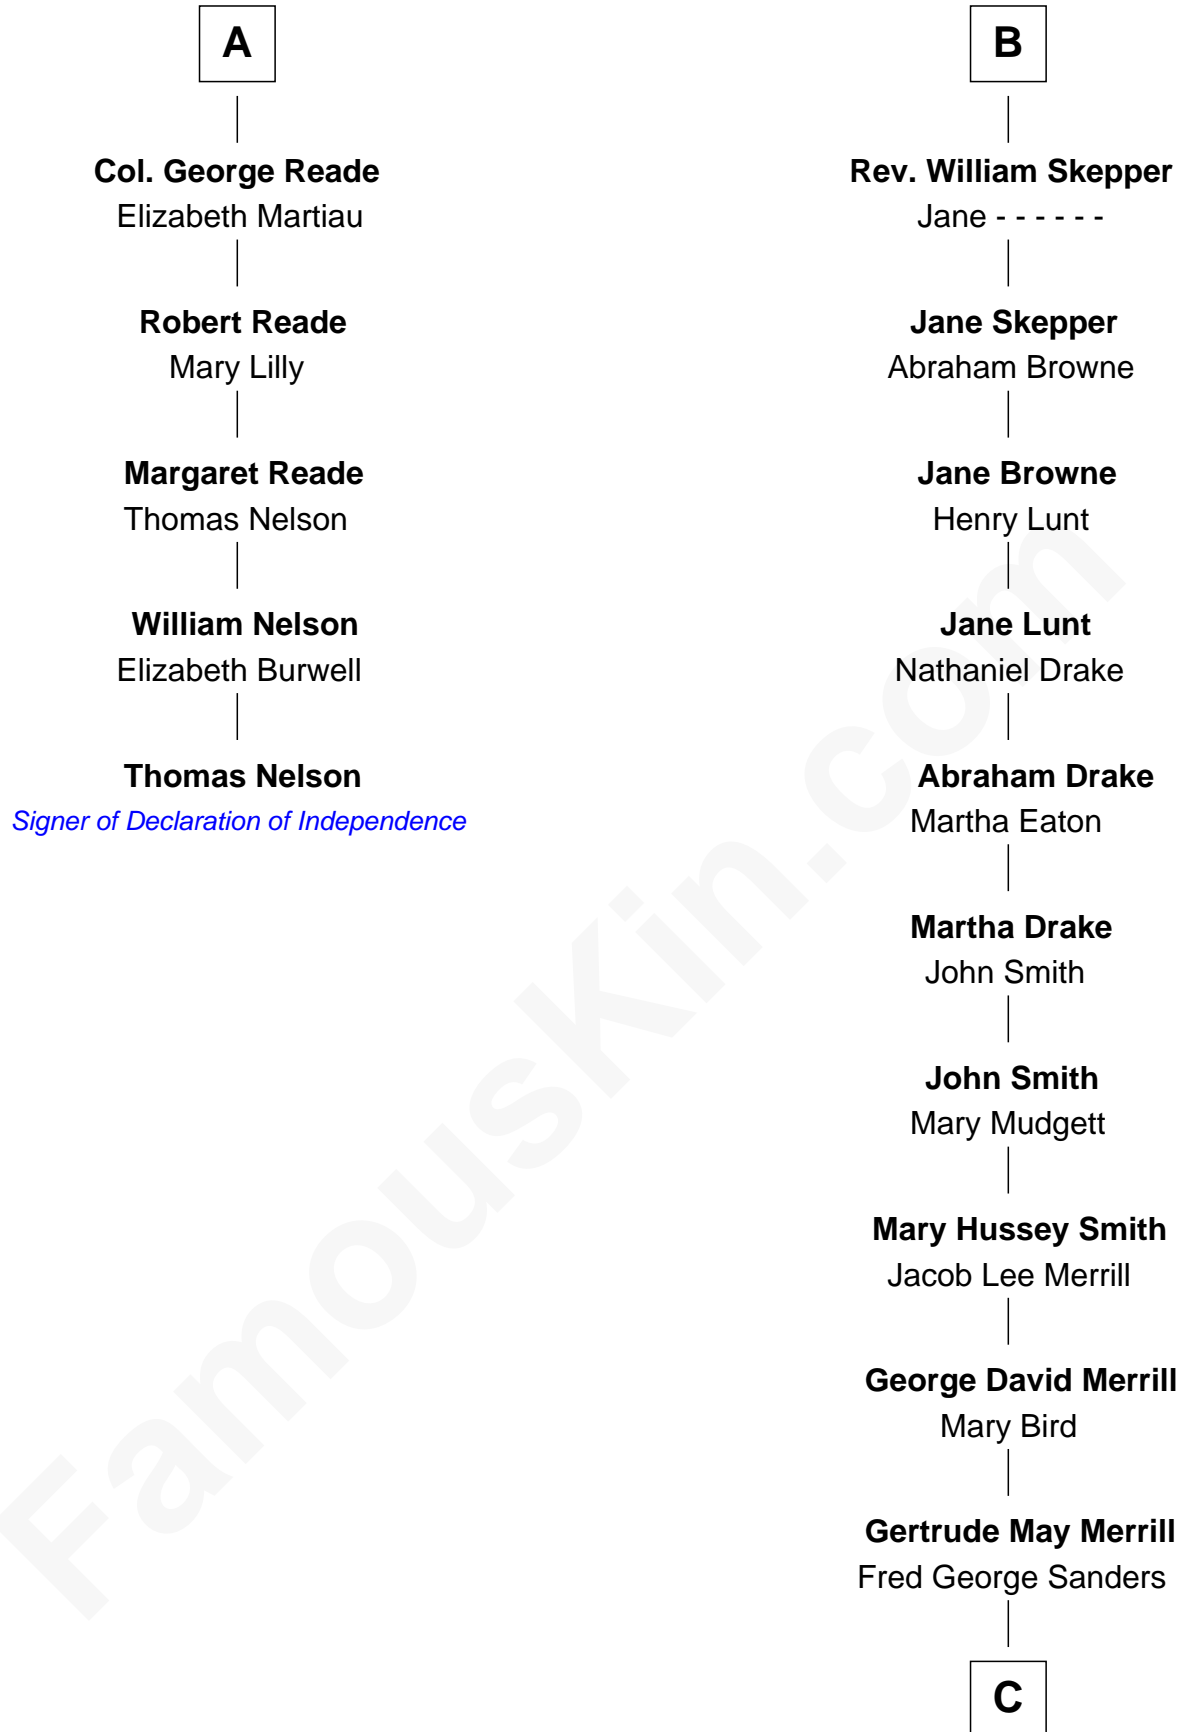 A
Col. George Reade
Elizabeth Martiau
Robert Reade
Mary Lilly
Margaret Reade
Thomas Nelson
William Nelson
Elizabeth Burwell
Thomas Nelson
Signer of Declaration of Independence
B
Rev. William Skepper
Jane - - - - - -
Jane Skepper
Abraham Browne
Jane Browne
Henry Lunt
Jane Lunt
Nathaniel Drake
Abraham Drake
Martha Eaton
Martha Drake
John Smith
John Smith
Mary Mudgett
Mary Hussey Smith
Jacob Lee Merrill
George David Merrill
Mary Bird
Gertrude May Merrill
Fred George Sanders
C
FamousKin.com